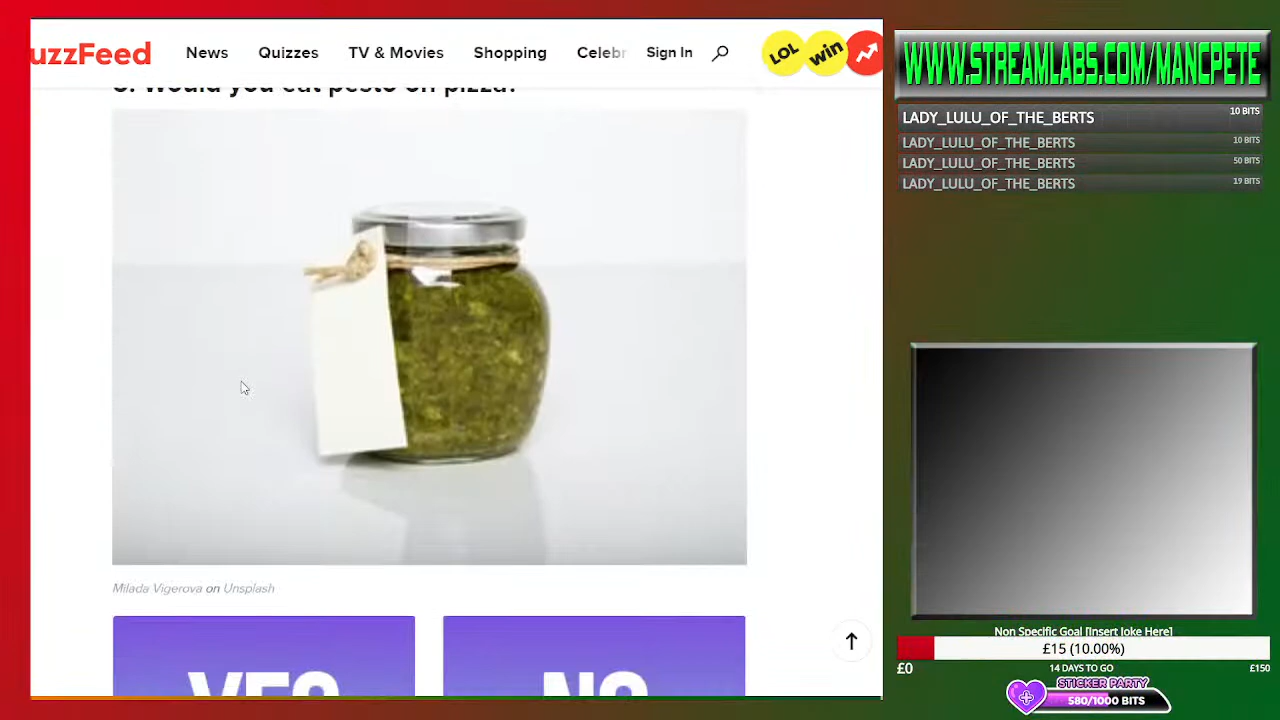 uzzFeed
News
Quizzes
TV & Movies
Shopping
Celebr
Sign In
LOL
win
Would you eat pesto on pizza?
Milada Vigerova on Unsplash
YES
NO
WWW.STREAMLABS.COM/MANCPETE
LADY_LULU_OF_THE_BERTS 10 BITS
LADY_LULU_OF_THE_BERTS 10 BITS
LADY_LULU_OF_THE_BERTS 50 BITS
LADY_LULU_OF_THE_BERTS 19 BITS
Non Specific Goal [Insert Joke Here]
£15 (10.00%)
£0 14 DAYS TO GO £150
STICKER PARTY
580/1000 BITS